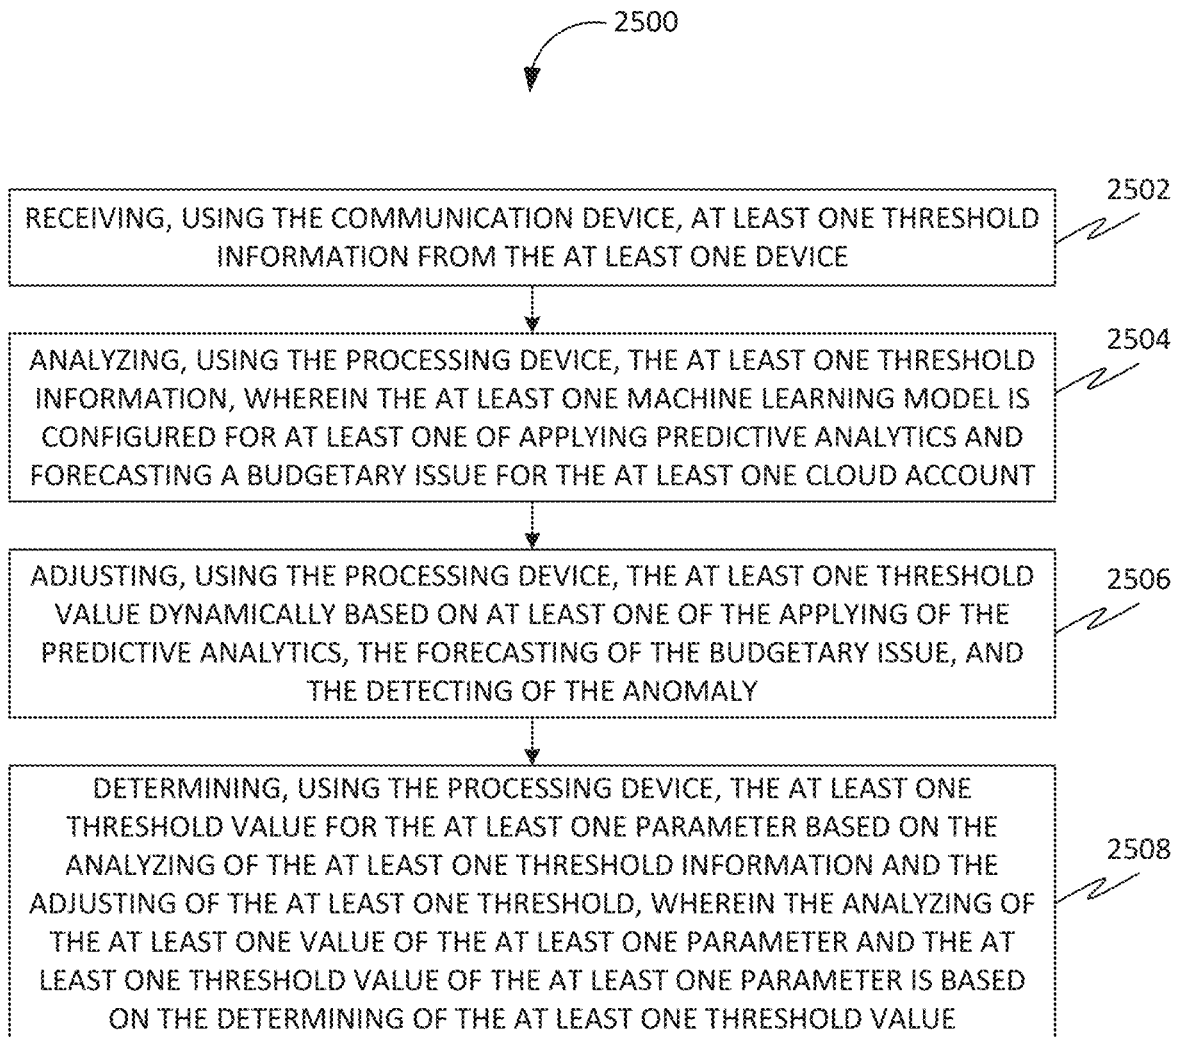 2500
2502
RECEIVING, USING THE COMMUNICATION DEVICE, AT LEAST ONE THRESHOLD
INFORMATION FROM THE AT LEAST ONE DEVICE
2504
ANALYZING, USING THE PROCESSING DEVICE, THE AT LEAST ONE THRESHOLD
INFORMATION, WHEREIN THE AT LEAST ONE MACHINE LEARNING MODEL IS
CONFIGURED FOR AT LEAST ONE OF APPLYING PREDICTIVE ANALYTICS AND
FORECASTING A BUDGETARY ISSUE FOR THE AT LEAST ONE CLOUD ACCOUNT
2506
ADJUSTING, USING THE PROCESSING DEVICE, THE AT LEAST ONE THRESHOLD
VALUE DYNAMICALLY BASED ON AT LEAST ONE OF THE APPLYING OF THE
PREDICTIVE ANALYTICS, THE FORECASTING OF THE BUDGETARY ISSUE, AND
THE DETECTING OF THE ANOMALY
2508
DETERMINING, USING THE PROCESSING DEVICE, THE AT LEAST ONE
THRESHOLD VALUE FOR THE AT LEAST ONE PARAMETER BASED ON THE
ANALYZING OF THE AT LEAST ONE THRESHOLD INFORMATION AND THE
ADJUSTING OF THE AT LEAST ONE THRESHOLD, WHEREIN THE ANALYZING OF
THE AT LEAST ONE VALUE OF THE AT LEAST ONE PARAMETER AND THE AT
LEAST ONE THRESHOLD VALUE OF THE AT LEAST ONE PARAMETER IS BASED
ON THE DETERMINING OF THE AT LEAST ONE THRESHOLD VALUE